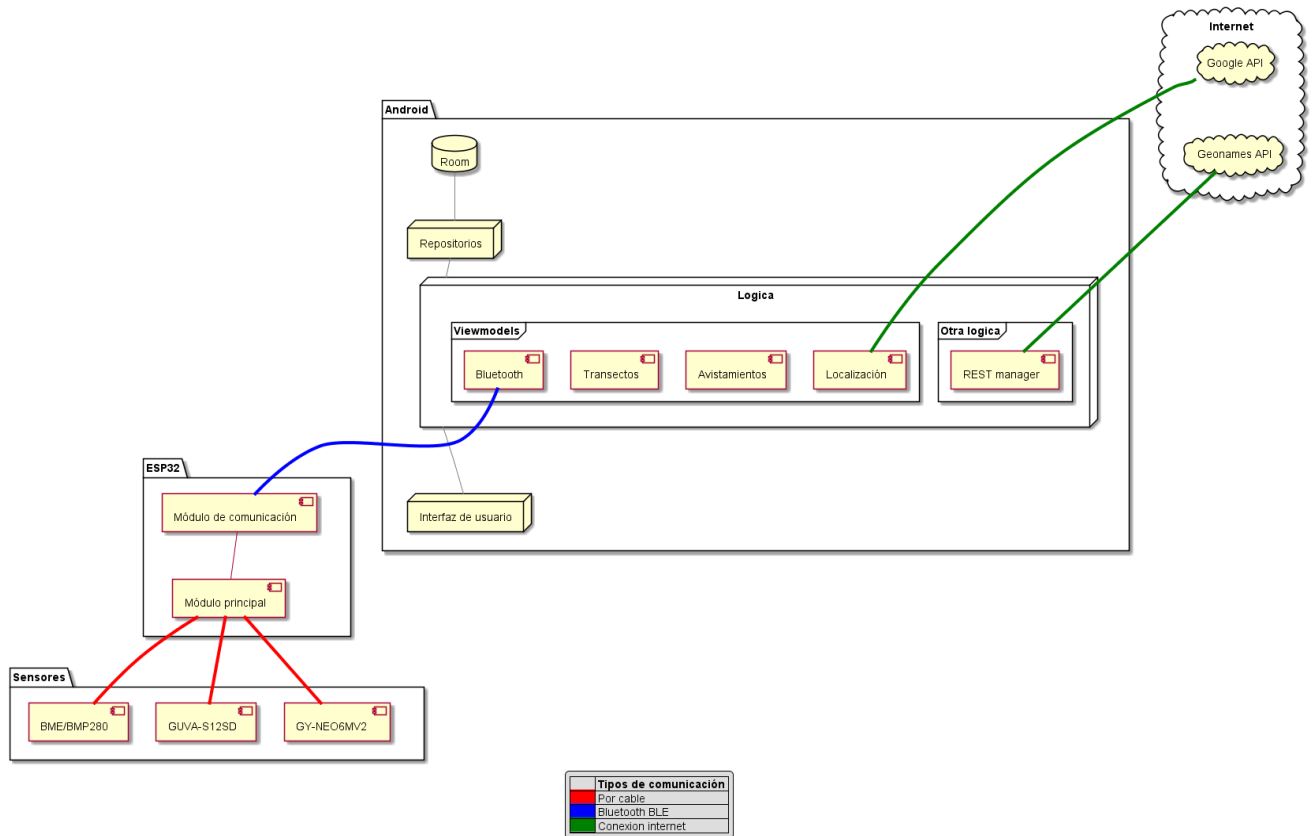 Internet
Google API
Geonames API
Android
Room
Repositorios
Logica
Viewmodels
Bluetooth
Transectos
Avistamientos
Localización
Otra logica
REST manager
Interfaz de usuario
ESP32
Módulo de comunicación
Módulo principal
Sensores
BME/BMP280
GUVA-S12SD
GY-NEO6MV2
Tipos de comunicación
Por cable
Bluetooth BLE
Conexion internet